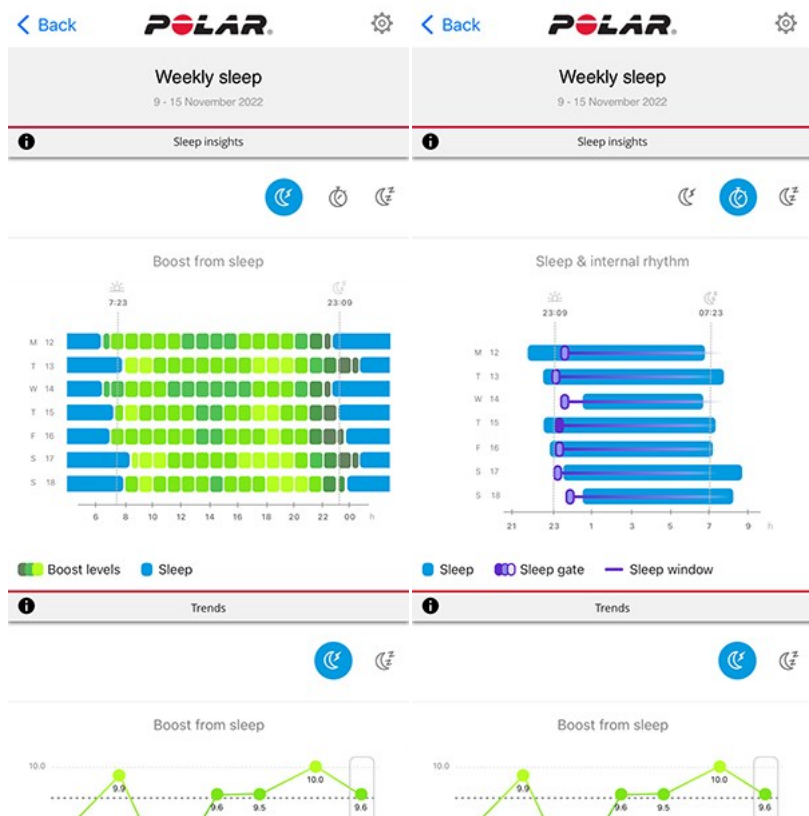 Back
POLAR
Weekly sleep
9 - 15 November 2022
Sleep insights
Boost from sleep
7:23
23:09
M 12
T 13
W 14
T 15
F 16
S 17
S 18
6 8 10 12 14 16 18 20 22 00 h
Boost levels Sleep
Trends
Boost from sleep
10.0
9.9
9.6
9.5
10.0
9.6
Back
POLAR
Weekly sleep
9 - 15 November 2022
Sleep insights
Sleep & internal rhythm
23:09
07:23
M 12
T 13
W 14
T 15
F 16
S 17
S 18
21 23 1 3 5 7 9 h
Sleep Sleep gate Sleep window
Trends
Boost from sleep
10.0
9.9
9.6
9.5
10.0
9.6